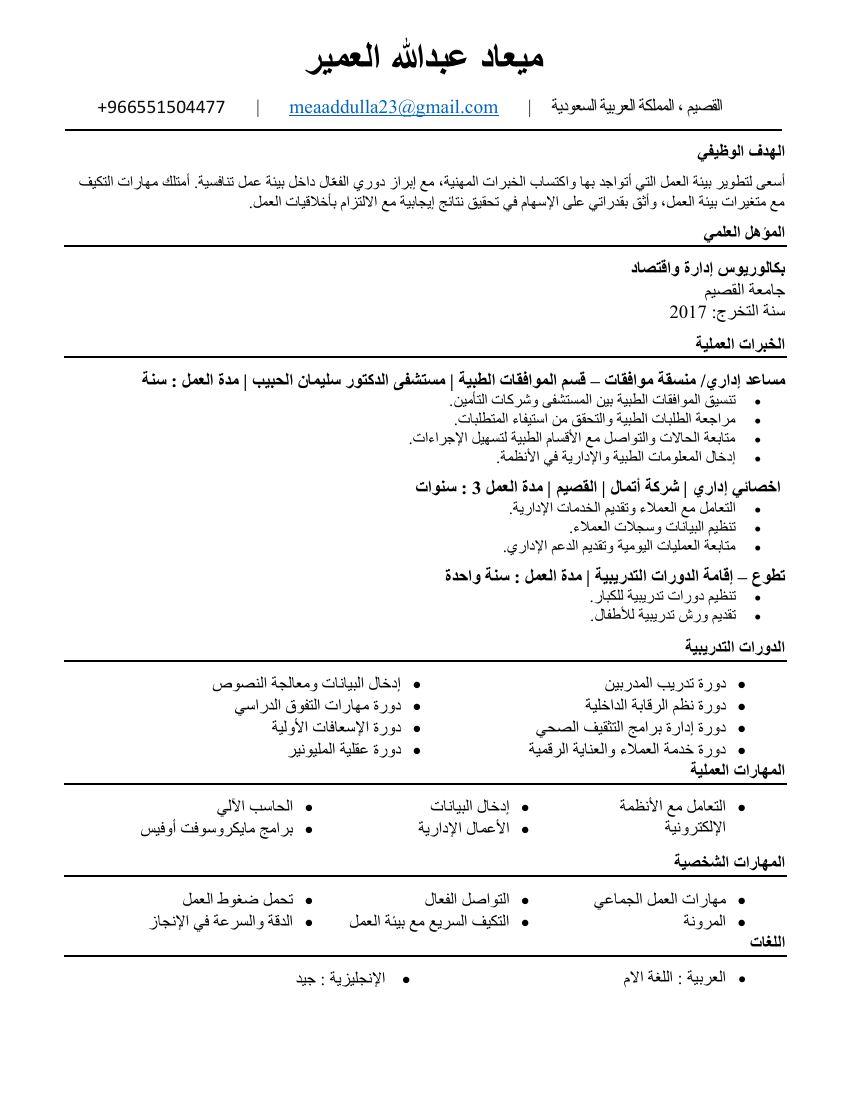 ميعاد عبدالله العمير
القصيم ، المملكة العربية السعودية | meaaddulla23@gmail.com | +966551504477
الهدف الوظيفي
أسعى لتطوير بيئة العمل التي أتواجد بها واكتساب الخبرات المهنية، مع إبراز دوري الفعّال داخل بيئة عمل تنافسية. أمتلك مهارات التكيف
مع متغيرات بيئة العمل، وأثق بقدراتي على الإسهام في تحقيق نتائج إيجابية مع الالتزام بأخلاقيات العمل.
المؤهل العلمي
بكالوريوس إدارة واقتصاد
جامعة القصيم
سنة التخرج: 2017
الخبرات العملية
مساعد إداري/ منسقة موافقات – قسم الموافقات الطبية | مستشفى الدكتور سليمان الحبيب | مدة العمل : سنة
• تنسيق الموافقات الطبية بين المستشفى وشركات التأمين.
• مراجعة الطلبات الطبية والتحقق من استيفاء المتطلبات.
• متابعة الحالات والتواصل مع الأقسام الطبية لتسهيل الإجراءات.
• إدخال المعلومات الطبية والإدارية في الأنظمة.
اخصائي إداري | شركة أتمال | القصيم | مدة العمل 3 : سنوات
• التعامل مع العملاء وتقديم الخدمات الإدارية.
• تنظيم البيانات وسجلات العملاء.
• متابعة العمليات اليومية وتقديم الدعم الإداري.
تطوع – إقامة الدورات التدريبية | مدة العمل : سنة واحدة
• تنظيم دورات تدريبية للكبار.
• تقديم ورش تدريبية للأطفال.
الدورات التدريبية
• دورة تدريب المدربين • إدخال البيانات ومعالجة النصوص
• دورة نظم الرقابة الداخلية • دورة مهارات التفوق الدراسي
• دورة إدارة برامج التثقيف الصحي • دورة الإسعافات الأولية
• دورة خدمة العملاء والعناية الرقمية • دورة عقلية المليونير
المهارات العملية
• التعامل مع الأنظمة • إدخال البيانات • الحاسب الآلي
الإلكترونية • الأعمال الإدارية • برامج مايكروسوفت أوفيس
المهارات الشخصية
• مهارات العمل الجماعي • التواصل الفعال • تحمل ضغوط العمل
• المرونة • التكيف السريع مع بيئة العمل • الدقة والسرعة في الإنجاز
اللغات
• العربية : اللغة الام • الإنجليزية : جيد